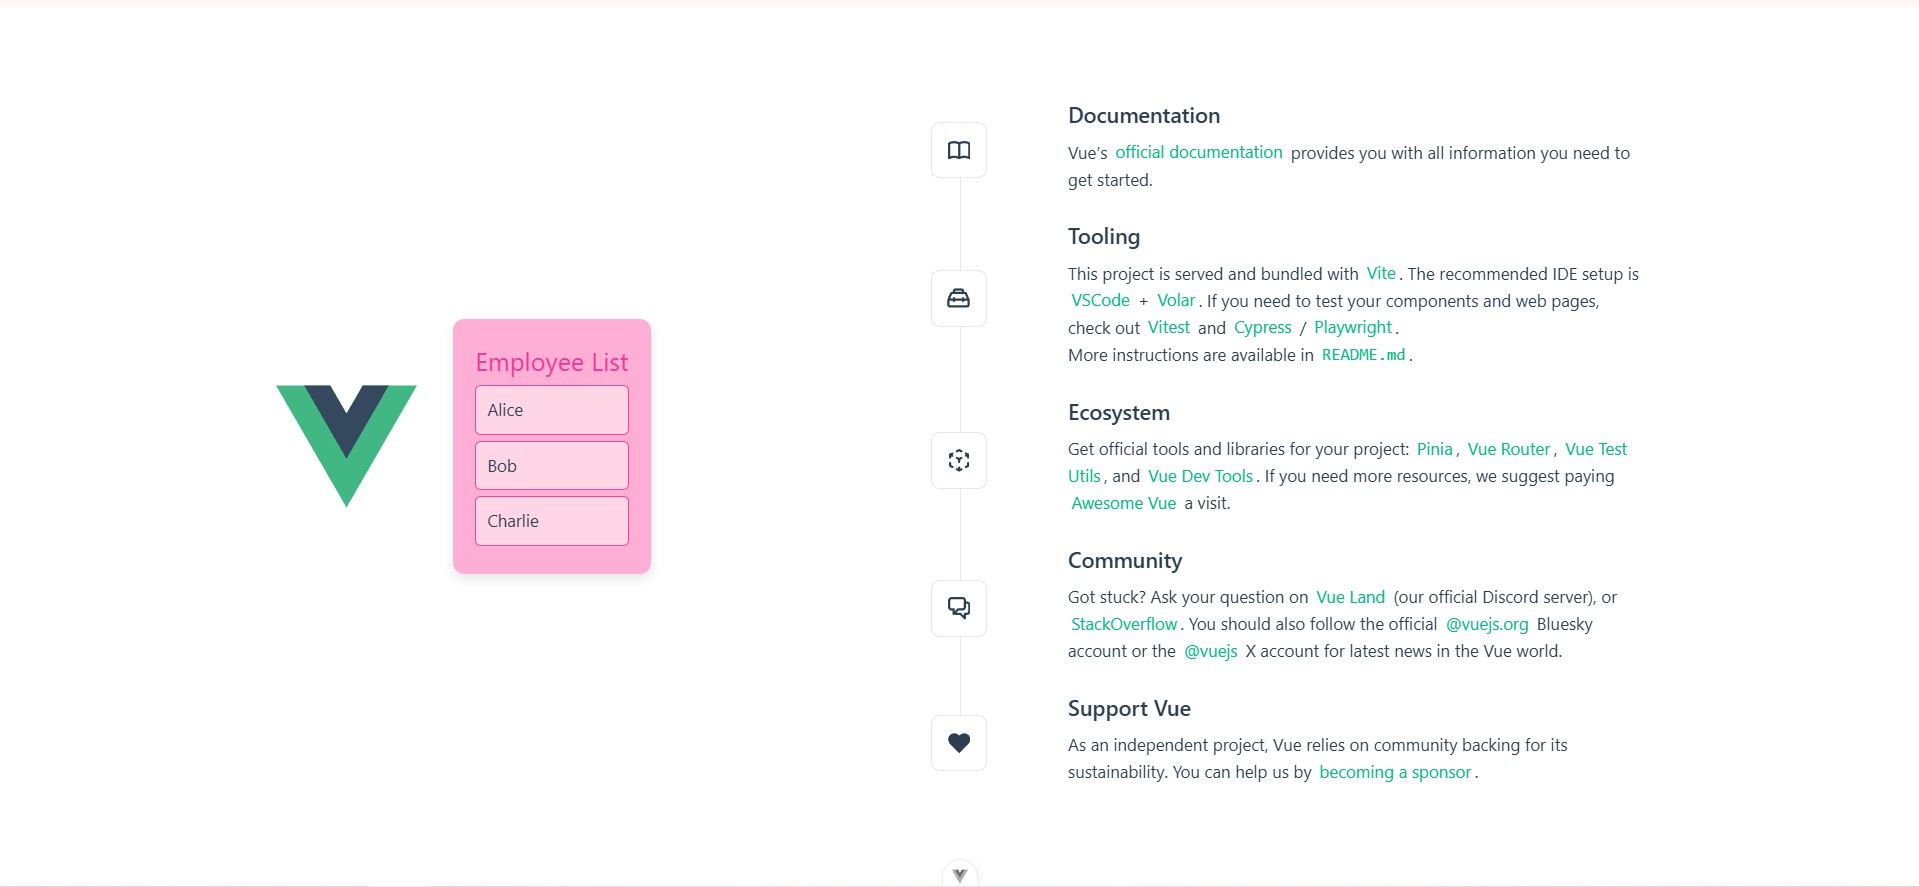 Employee List
Alice
Bob
Charlie
Documentation
Vue’s official documentation provides you with all information you need to
get started.
Tooling
This project is served and bundled with Vite. The recommended IDE setup is
VSCode + Volar. If you need to test your components and web pages,
check out Vitest and Cypress / Playwright.
More instructions are available in README.md.
Ecosystem
Get official tools and libraries for your project: Pinia, Vue Router, Vue Test
Utils, and Vue Dev Tools. If you need more resources, we suggest paying
Awesome Vue a visit.
Community
Got stuck? Ask your question on Vue Land (our official Discord server), or
StackOverflow. You should also follow the official @vuejs.org Bluesky
account or the @vuejs X account for latest news in the Vue world.
Support Vue
As an independent project, Vue relies on community backing for its
sustainability. You can help us by becoming a sponsor.